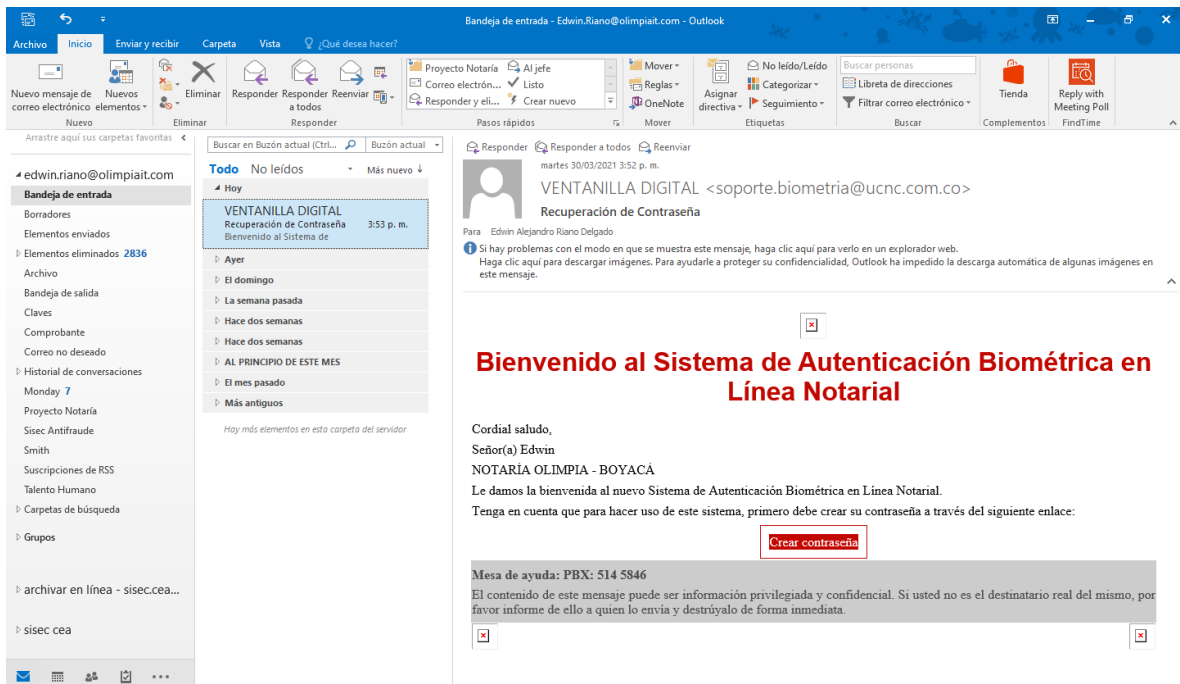 Bandeja de entrada - Edwin.Riano@olimpiait.com - Outlook
Archivo Inicio Enviar y recibir Carpeta Vista ¿Qué desea hacer?
Nuevo mensaje de correo electrónico
Nuevos elementos
Eliminar
Responder
Responder a todos
Reenviar
Proyecto Notaría
Correo electrón...
Responder y eli...
Al jefe
Listo
Crear nuevo
Mover
Reglas
OneNote
Asignar directiva
No leído/Leído
Categorizar
Seguimiento
Buscar personas
Libreta de direcciones
Filtrar correo electrónico
Tienda
Reply with Meeting Poll
Nuevo Eliminar Responder Pasos rápidos Mover Etiquetas Buscar Complementos FindTime
Arrastre aquí sus carpetas favoritas
edwin.riano@olimpiait.com
Bandeja de entrada
Borradores
Elementos enviados
Elementos eliminados 2836
Archivo
Bandeja de salida
Claves
Comprobante
Correo no deseado
Historial de conversaciones
Monday 7
Proyecto Notaría
Sisec Antifraude
Smith
Suscripciones de RSS
Talento Humano
Carpetas de búsqueda
Grupos
archivar en línea - sisec.cea...
sisec cea
Buscar en Buzón actual (Ctrl... Buzón actual
Todo No leídos Más nuevo ↓
Hoy
VENTANILLA DIGITAL
Recuperación de Contraseña 3:53 p. m.
Bienvenido al Sistema de
Ayer
El domingo
La semana pasada
Hace dos semanas
Hace dos semanas
AL PRINCIPIO DE ESTE MES
El mes pasado
Más antiguos
Hay más elementos en esta carpeta del servidor
Responder Responder a todos Reenviar
martes 30/03/2021 3:52 p. m.
VENTANILLA DIGITAL <soporte.biometria@ucnc.com.co>
Recuperación de Contraseña
Para Edwin Alejandro Riano Delgado
Si hay problemas con el modo en que se muestra este mensaje, haga clic aquí para verlo en un explorador web.
Haga clic aquí para descargar imágenes. Para ayudarle a proteger su confidencialidad, Outlook ha impedido la descarga automática de algunas imágenes en
este mensaje.
Bienvenido al Sistema de Autenticación Biométrica en
Línea Notarial
Cordial saludo,
Señor(a) Edwin
NOTARÍA OLIMPIA - BOYACÁ
Le damos la bienvenida al nuevo Sistema de Autenticación Biométrica en Línea Notarial.
Tenga en cuenta que para hacer uso de este sistema, primero debe crear su contraseña a través del siguiente enlace:
Crear contraseña
Mesa de ayuda: PBX: 514 5846
El contenido de este mensaje puede ser información privilegiada y confidencial. Si usted no es el destinatario real del mismo, por
favor informe de ello a quien lo envía y destrúyalo de forma inmediata.